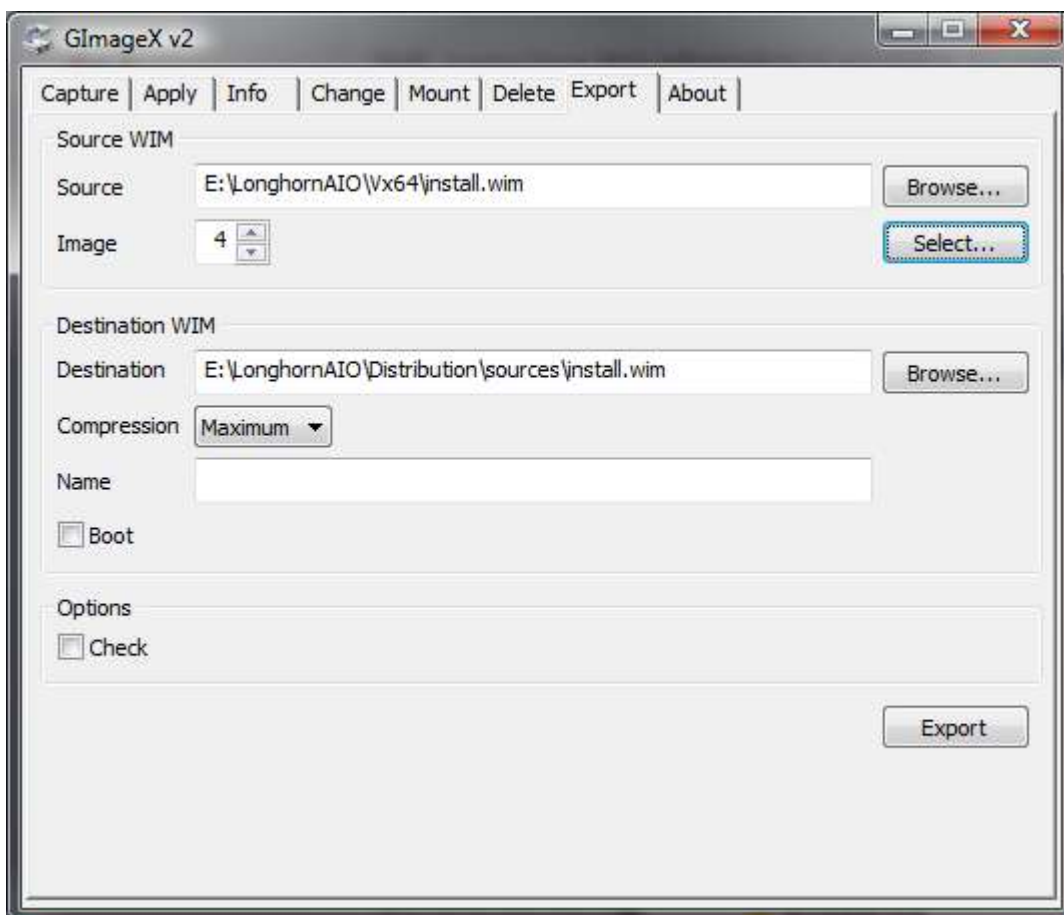 GImageX v2
Capture Apply Info Change Mount Delete Export About
Source WIM
Source E:\LonghornAIO\Vx64\install.wim Browse...
Image 4 Select...
Destination WIM
Destination E:\LonghornAIO\Distribution\sources\install.wim Browse...
Compression Maximum
Name
Boot
Options
Check
Export